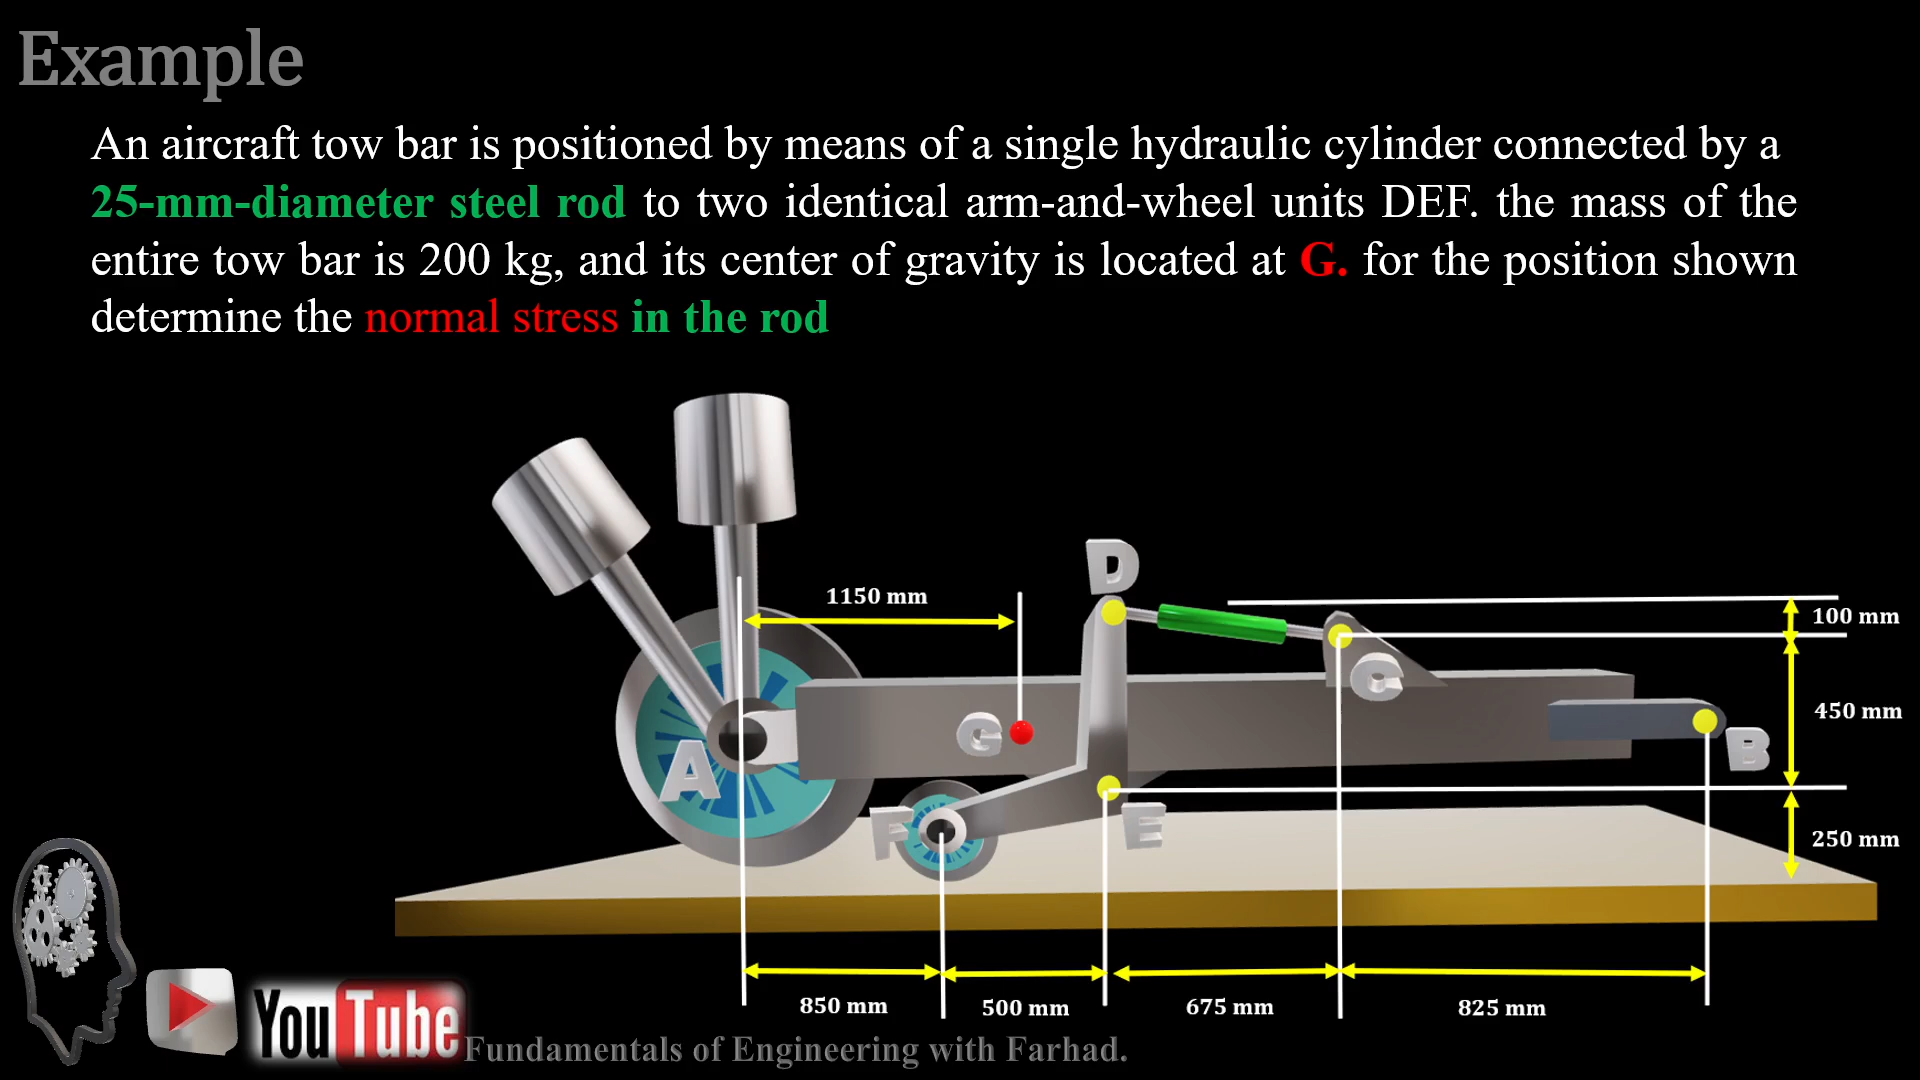 Example
An aircraft tow bar is positioned by means of a single hydraulic cylinder connected by a
25-mm-diameter steel rod to two identical arm-and-wheel units DEF. the mass of the
entire tow bar is 200 kg, and its center of gravity is located at G. for the position shown
determine the normal stress in the rod
D
1150 mm
100 mm
C
450 mm
G
B
A
F
E
250 mm
850 mm
500 mm
675 mm
825 mm
YouTube
Fundamentals of Engineering with Farhad.